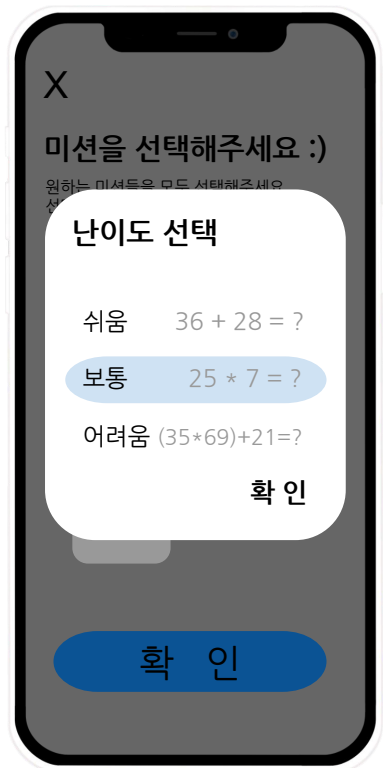 X
미션을 선택해주세요 :)
원하는 미션들을 모두 선택해주세요
난이도 선택
쉬움 36 + 28 = ?
보통 25 * 7 = ?
어려움 (35*69)+21=?
확 인
확 인